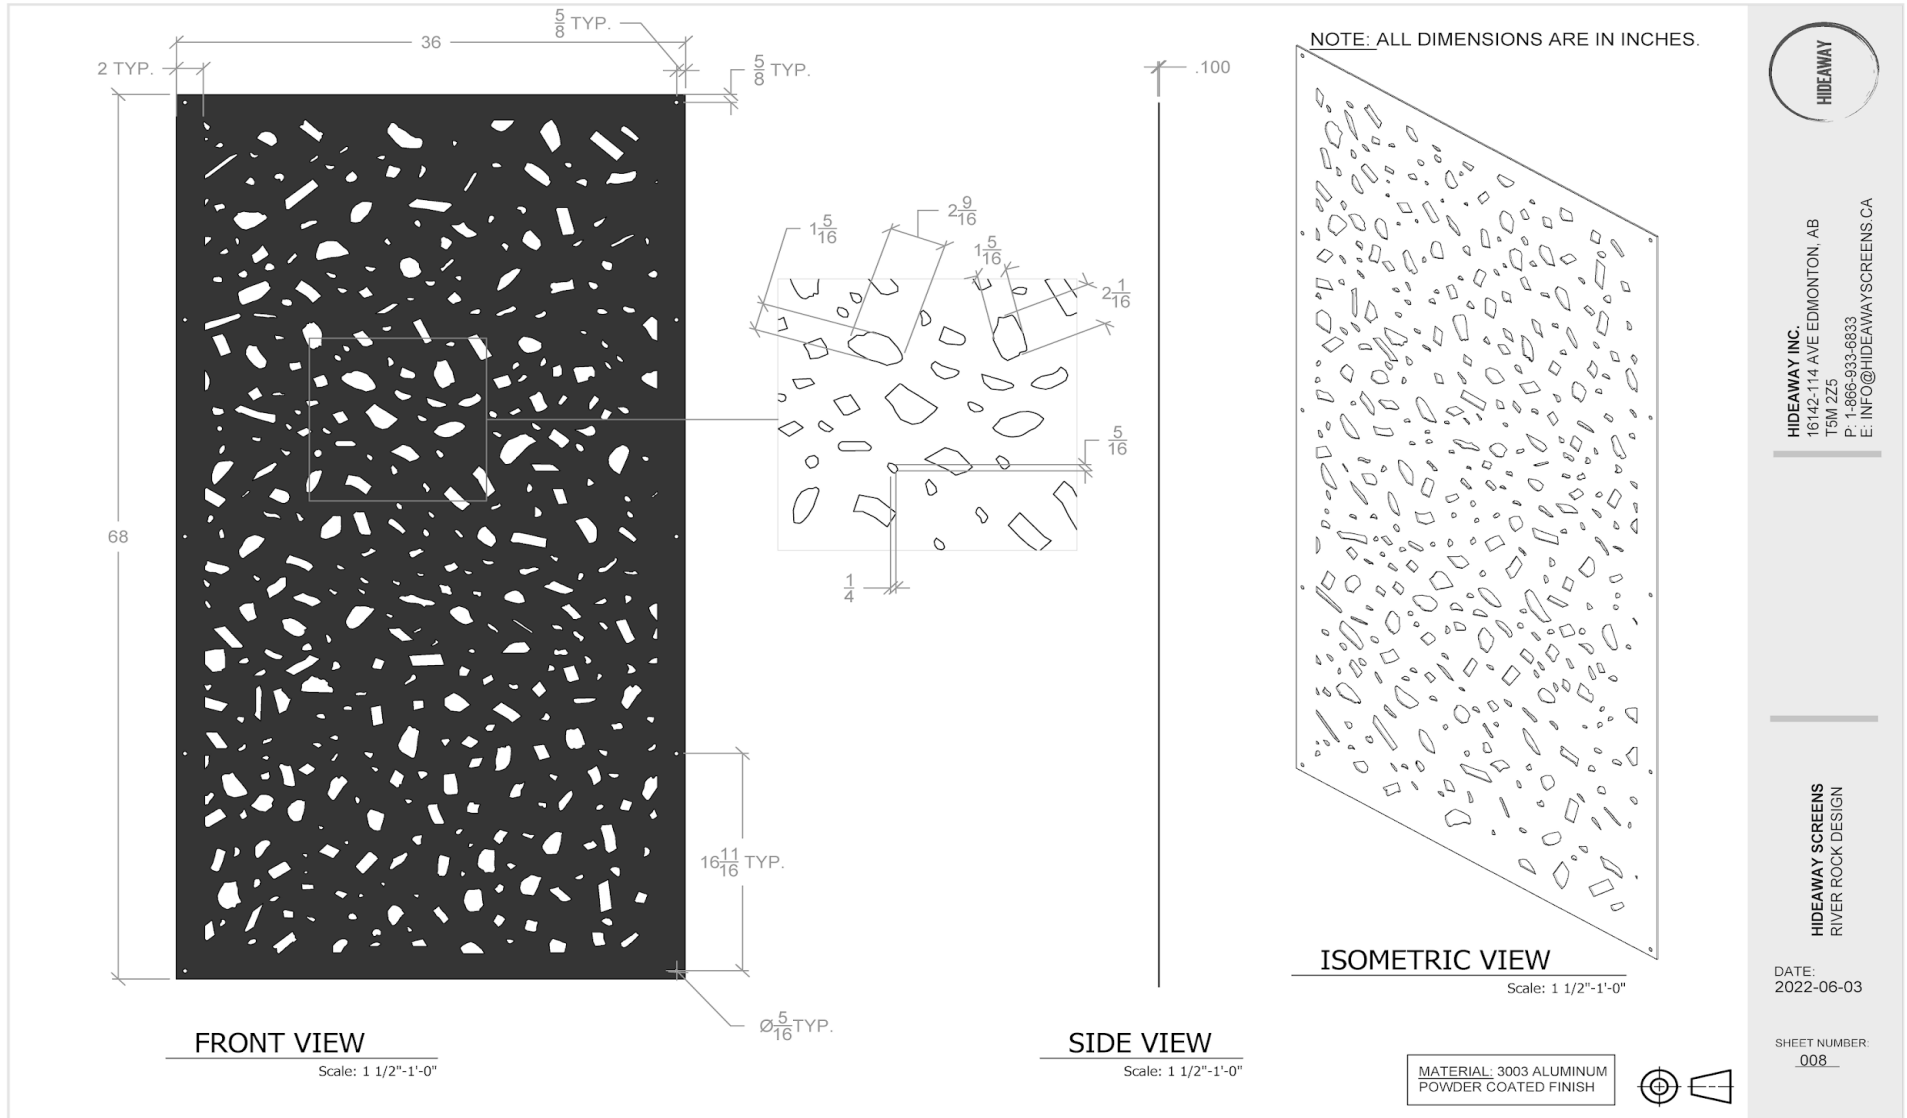 5/8 TYP.
36
2 TYP.
5/8 TYP.
68
16 11/16 TYP.
Ø 5/16 TYP.
FRONT VIEW
Scale: 1 1/2"-1'-0"
1 5/16
2 9/16
1 5/16
2 1/16
5/16
1/4
.100
SIDE VIEW
Scale: 1 1/2"-1'-0"
NOTE: ALL DIMENSIONS ARE IN INCHES.
ISOMETRIC VIEW
Scale: 1 1/2"-1'-0"
MATERIAL: 3003 ALUMINUM
POWDER COATED FINISH
HIDEAWAY
HIDEAWAY INC.
16142-114 AVE EDMONTON, AB
T5M 2Z5
P: 1-866-933-6833
E: INFO@HIDEAWAYSCREENS.CA
HIDEAWAY SCREENS
RIVER ROCK DESIGN
DATE:
2022-06-03
SHEET NUMBER:
008